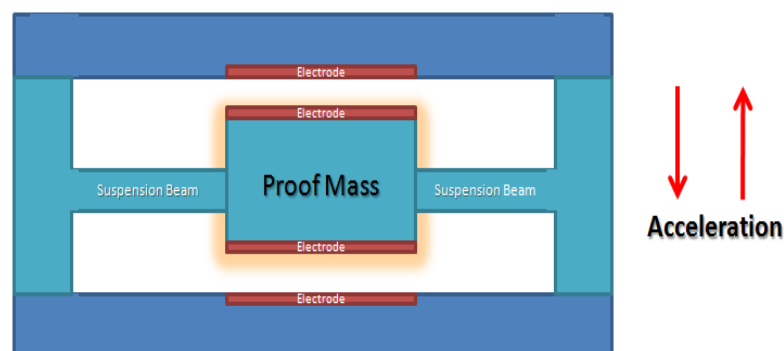 Electrode
Electrode
Suspension Beam
Proof Mass
Suspension Beam
Electrode
Electrode
Acceleration